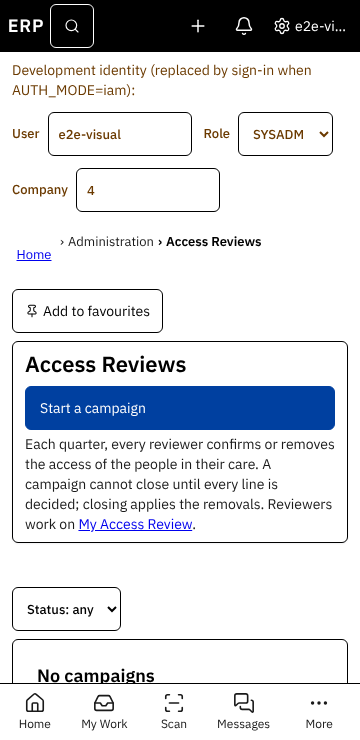 ERP
e2e-vi...
Development identity (replaced by sign-in when
AUTH_MODE=iam):
User e2e-visual Role SYSADM
Company 4
Home › Administration › Access Reviews
Add to favourites
Access Reviews
Start a campaign
Each quarter, every reviewer confirms or removes
the access of the people in their care. A
campaign cannot close until every line is
decided; closing applies the removals. Reviewers
work on My Access Review.
Status: any
No campaigns
Home My Work Scan Messages More